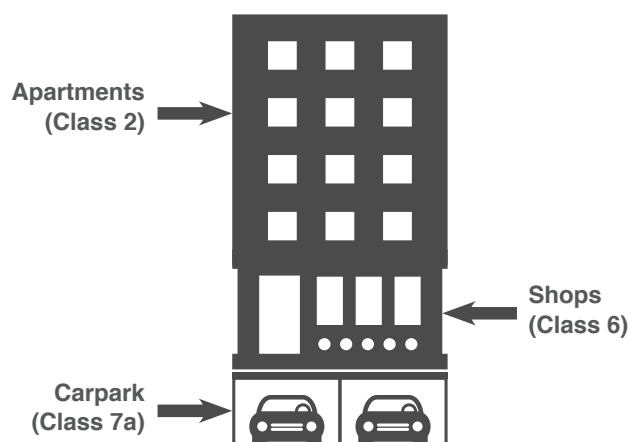 Apartments
(Class 2)
Shops
(Class 6)
Carpark
(Class 7a)